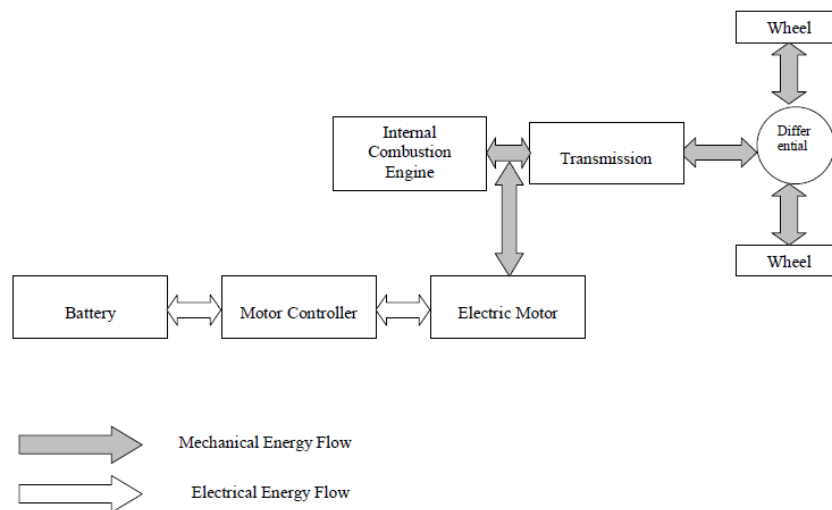 Wheel
Internal
Combustion
Engine
Transmission
Differ
ential
Wheel
Battery
Motor Controller
Electric Motor
Mechanical Energy Flow
Electrical Energy Flow